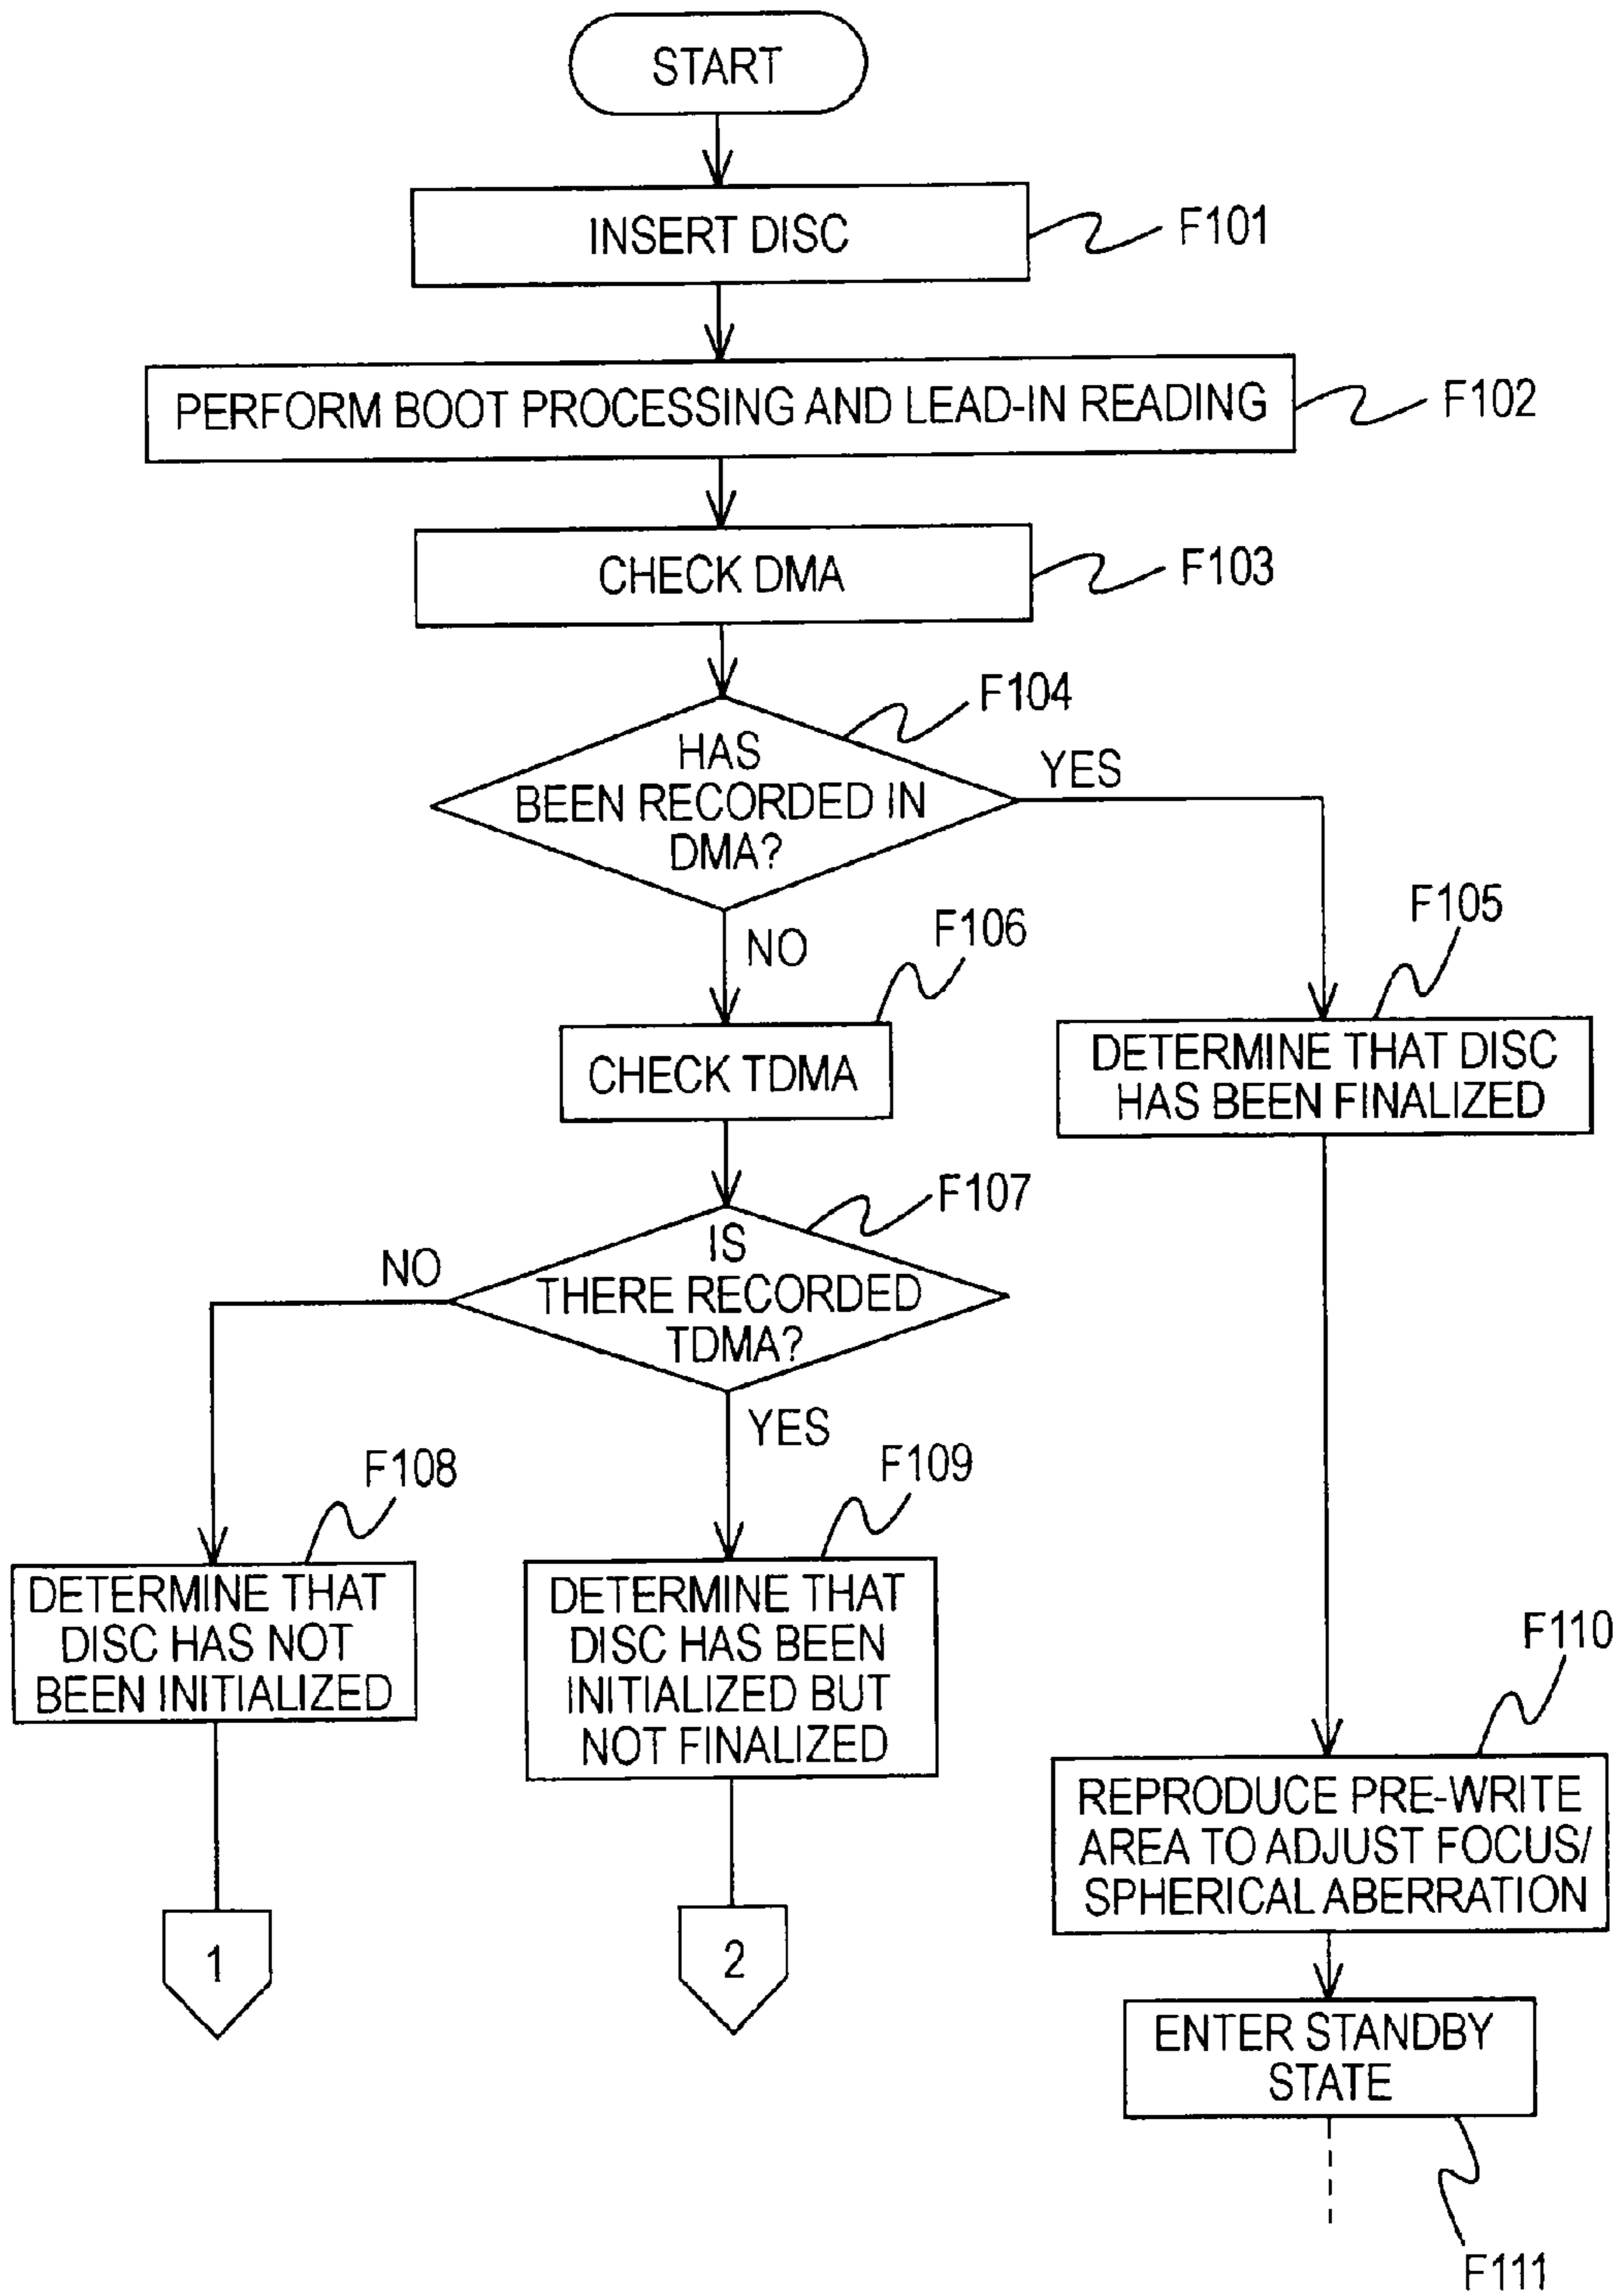 START
INSERT DISC
F101
PERFORM BOOT PROCESSING AND LEAD-IN READING
F102
CHECK DMA
F103
F104
HAS
BEEN RECORDED IN
DMA?
YES
NO
F106
F105
CHECK TDMA
DETERMINE THAT DISC
HAS BEEN FINALIZED
F107
IS
THERE RECORDED
TDMA?
NO
YES
F108
F109
DETERMINE THAT
DISC HAS NOT
BEEN INITIALIZED
DETERMINE THAT
DISC HAS BEEN
INITIALIZED BUT
NOT FINALIZED
F110
REPRODUCE PRE-WRITE
AREA TO ADJUST FOCUS/
SPHERICAL ABERRATION
1
2
ENTER STANDBY
STATE
F111